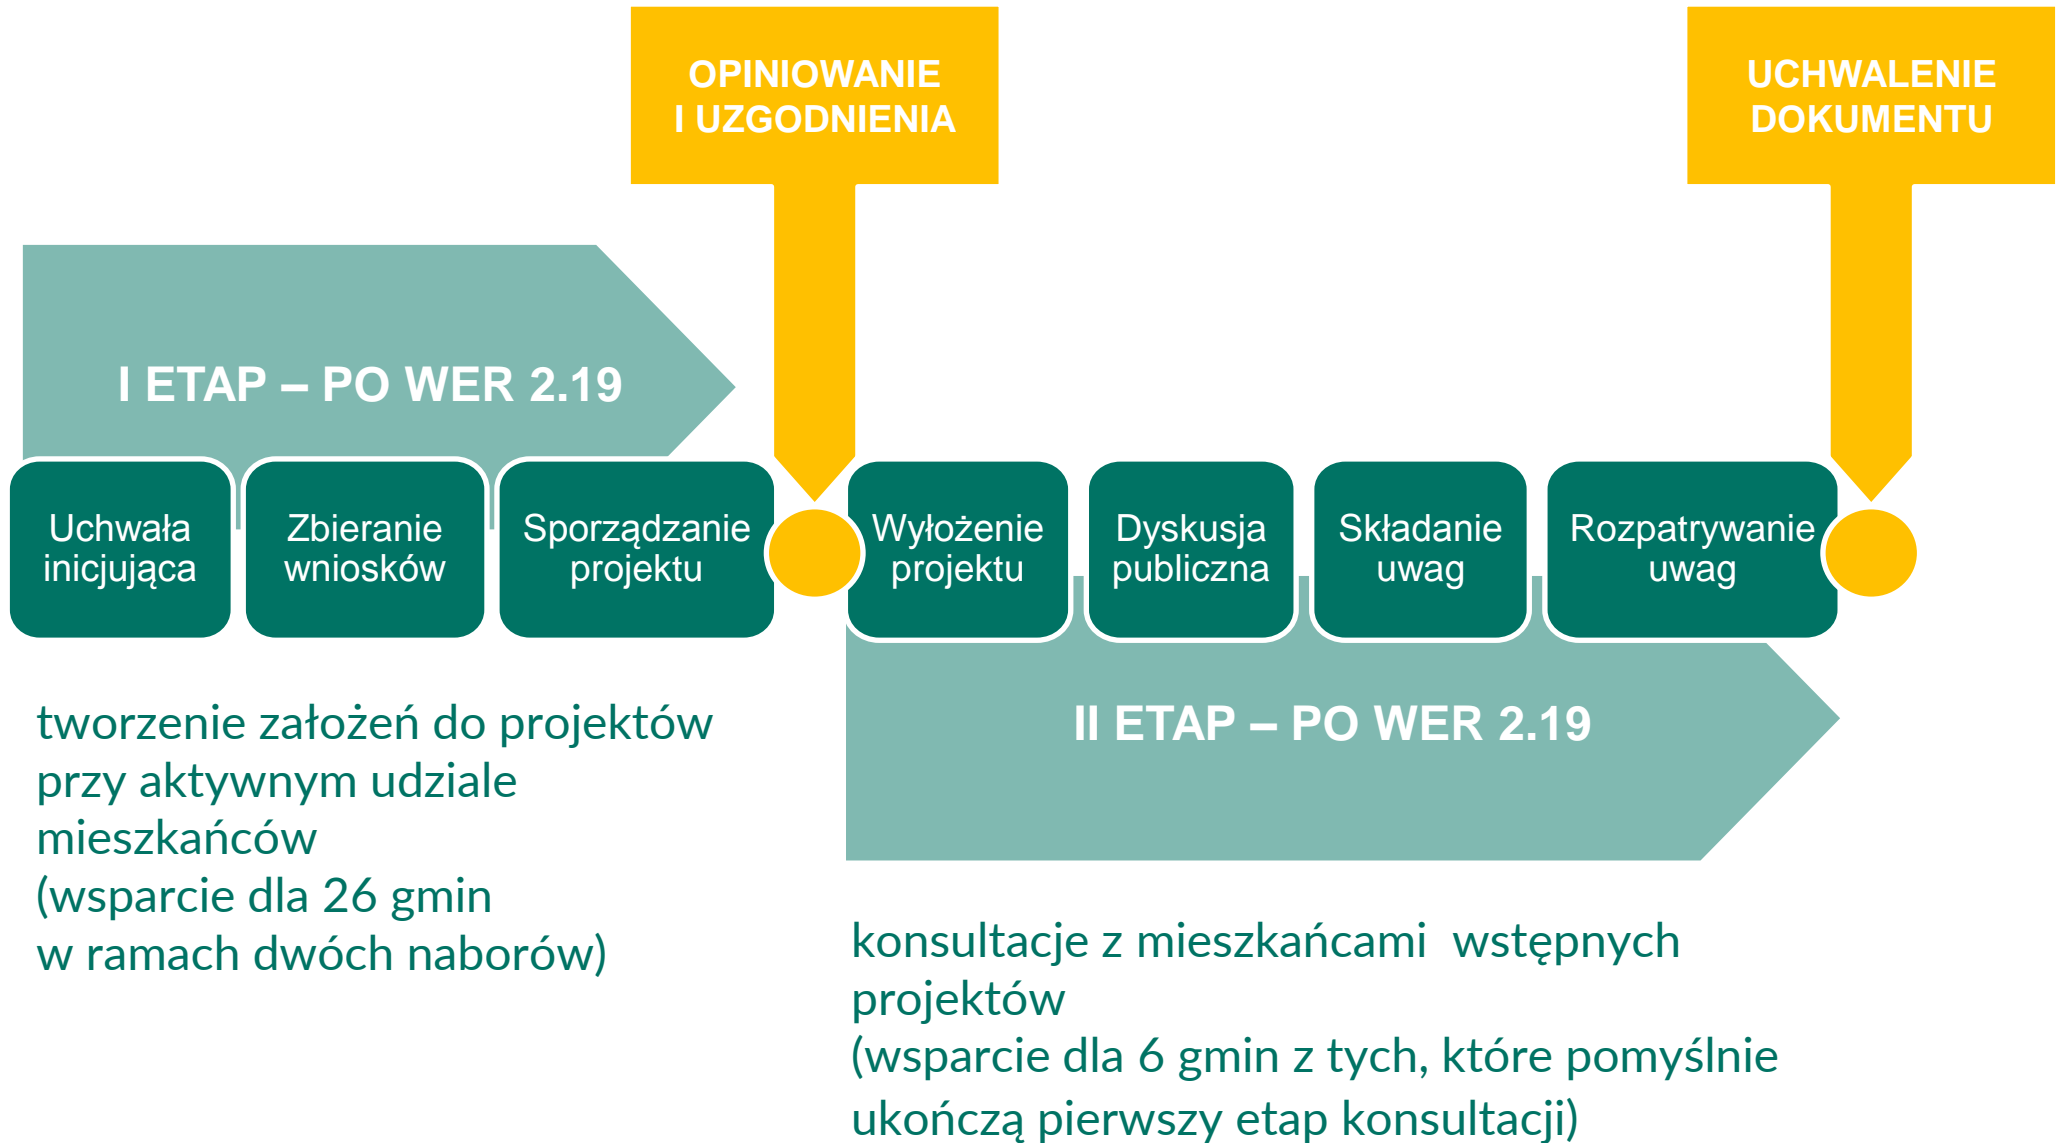 OPINIOWANIE
I UZGODNIENIA
UCHWALENIE
DOKUMENTU
I ETAP – PO WER 2.19
Uchwała
inicjująca
Zbieranie
wniosków
Sporządzanie
projektu
Wyłożenie
projektu
Dyskusja
publiczna
Składanie
uwag
Rozpatrywanie
uwag
II ETAP – PO WER 2.19
tworzenie założeń do projektów
przy aktywnym udziale
mieszkańców
(wsparcie dla 26 gmin
w ramach dwóch naborów)
konsultacje z mieszkańcami  wstępnych
projektów
(wsparcie dla 6 gmin z tych, które pomyślnie
ukończą pierwszy etap konsultacji)